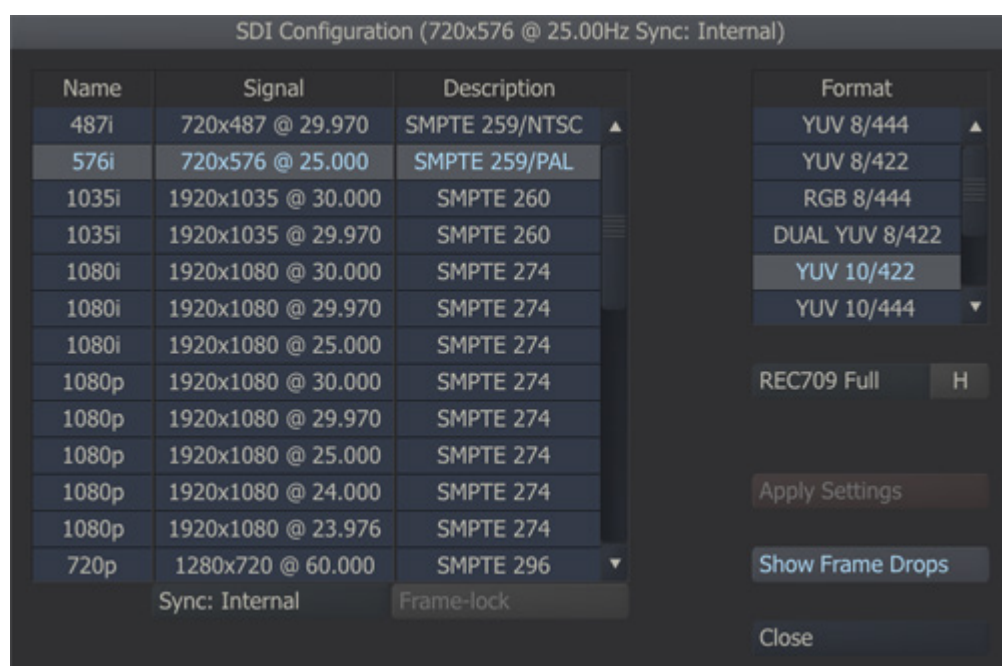 SDI Configuration (720x576 @ 25.00Hz Sync: Internal)
Name Signal Description
487i 720x487 @ 29.970 SMPTE 259/NTSC
576i 720x576 @ 25.000 SMPTE 259/PAL
1035i 1920x1035 @ 30.000 SMPTE 260
1035i 1920x1035 @ 29.970 SMPTE 260
1080i 1920x1080 @ 30.000 SMPTE 274
1080i 1920x1080 @ 29.970 SMPTE 274
1080i 1920x1080 @ 25.000 SMPTE 274
1080p 1920x1080 @ 30.000 SMPTE 274
1080p 1920x1080 @ 29.970 SMPTE 274
1080p 1920x1080 @ 25.000 SMPTE 274
1080p 1920x1080 @ 24.000 SMPTE 274
1080p 1920x1080 @ 23.976 SMPTE 274
720p 1280x720 @ 60.000 SMPTE 296
Sync: Internal Frame-lock
Format
YUV 8/444
YUV 8/422
RGB 8/444
DUAL YUV 8/422
YUV 10/422
YUV 10/444
REC709 Full H
Apply Settings
Show Frame Drops
Close